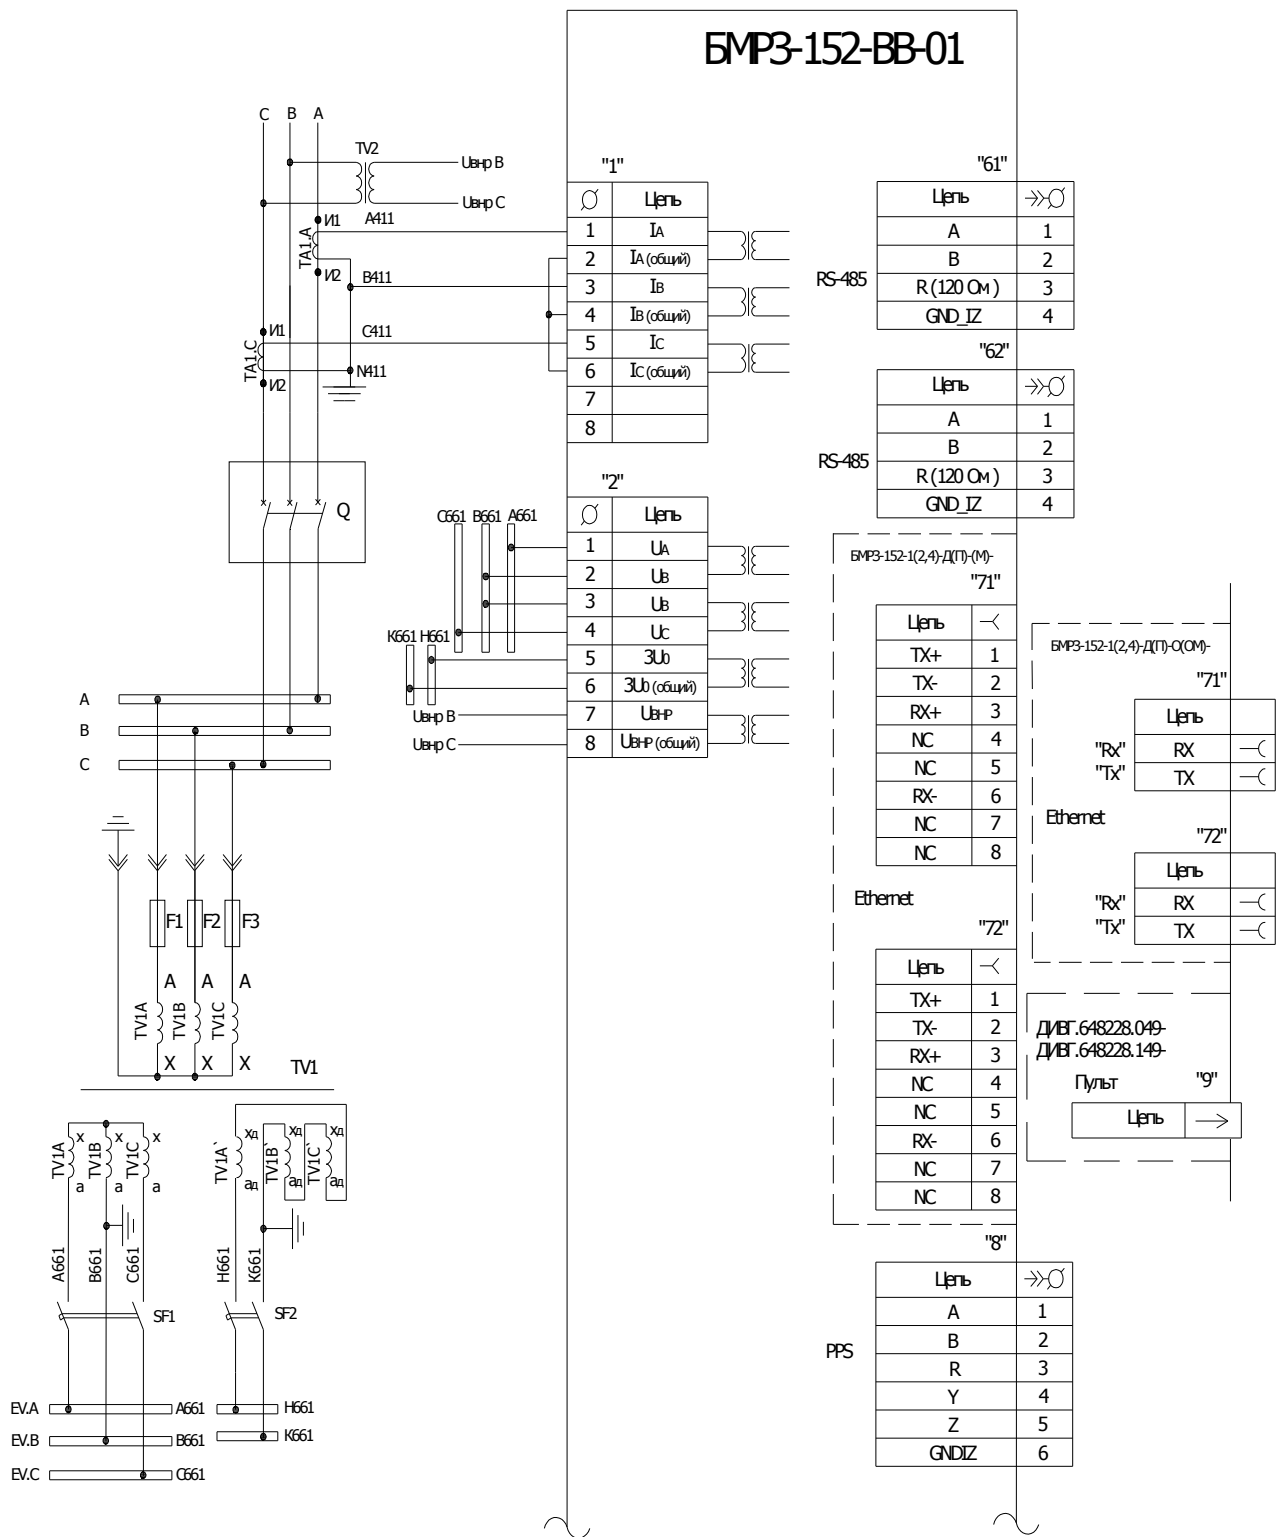 БМРЗ-152-ВВ-01
C B A
TV2
Uвнр В
Uвнр С
И1
A411
TA1.A
И2
B411
И1
C411
TA1.C
N411
И2
Q
"1"
Цепь
1 IA
2 IA (общий)
3 IB
4 IB (общий)
5 IC
6 IC (общий)
7
8
"2"
C661 B661 A661
Цепь
1 UA
2 UB
3 UB
4 UC
K661 H661
5 3U0
6 3U0 (общий)
Uвнр В
7 UВНР
Uвнр С
8 UВНР (общий)
A
B
C
F1 F2 F3
A A A
TV1A TV1B TV1C
X X X
TV1
x x x
TV1A TV1B TV1C
a a a
xд xд xд
TV1A` TV1B` TV1C`
aд aд aд
A661 B661 C661
H661 K661
SF1
SF2
EV.A A661
EV.B B661
EV.C C661
H661
K661
"61"
RS-485
Цепь
A 1
B 2
R (120 Ом) 3
GND_IZ 4
"62"
RS-485
Цепь
A 1
B 2
R (120 Ом) 3
GND_IZ 4
БМРЗ-152-1(2,4)-Д(П)-(М)-
"71"
Цепь
TX+ 1
TX- 2
RX+ 3
NC 4
NC 5
RX- 6
NC 7
NC 8
Ethernet
"72"
Цепь
TX+ 1
TX- 2
RX+ 3
NC 4
NC 5
RX- 6
NC 7
NC 8
БМРЗ-152-1(2,4)-Д(П)-О(ОМ)-
"71"
Цепь
"Rx" RX
"Tx" TX
Ethernet
"72"
Цепь
"Rx" RX
"Tx" TX
ДИВГ.648228.049-
ДИВГ.648228.149-
Пульт "9"
Цепь
"8"
PPS
Цепь
A 1
B 2
R 3
Y 4
Z 5
GNDIZ 6